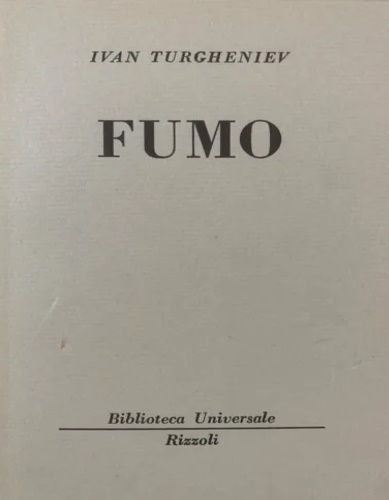 IVAN TURGHENIEV
FUMO
Biblioteca Universale
Rizzoli